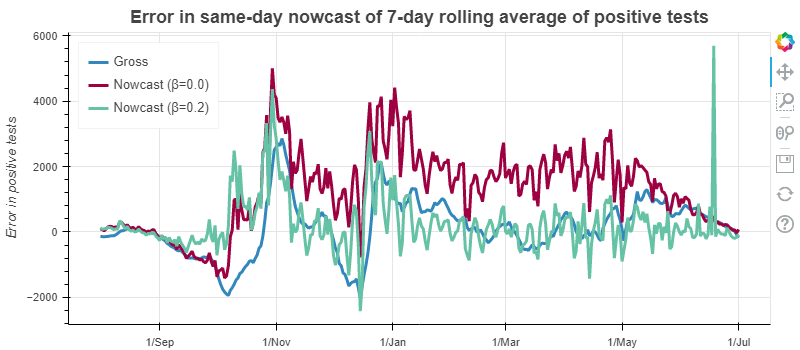 Error in same-day nowcast of 7-day rolling average of positive tests
Error in positive tests
6000
4000
2000
0
−2000
Gross
Nowcast (β=0.0)
Nowcast (β=0.2)
1/Sep
1/Nov
1/Jan
1/Mar
1/May
1/Jul